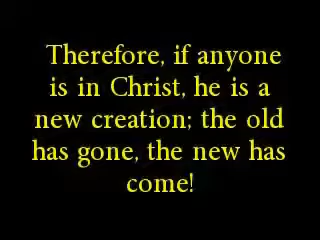 Therefore, if anyone
is in Christ, he is a
new creation; the old
has gone, the new has
come!